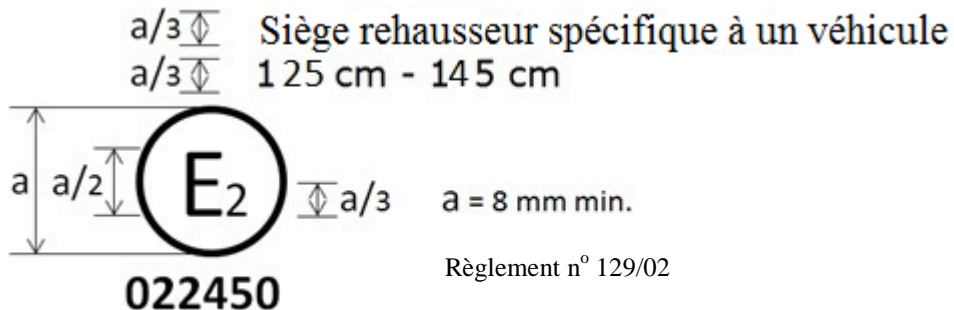 a/3 Siège rehausseur spécifique à un véhicule
a/3 125 cm - 145 cm
a a/2 E2 a/3 a = 8 mm min.
Règlement nº 129/02
022450